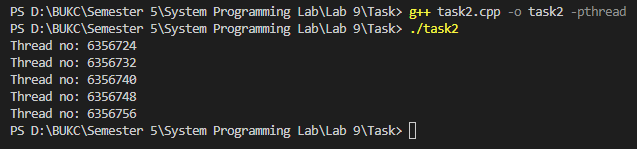 PS D:\BUKC\Semester 5\System Programming Lab\Lab 9\Task> g++ task2.cpp -o task2 -pthread
PS D:\BUKC\Semester 5\System Programming Lab\Lab 9\Task> ./task2
Thread no: 6356724
Thread no: 6356732
Thread no: 6356740
Thread no: 6356748
Thread no: 6356756
PS D:\BUKC\Semester 5\System Programming Lab\Lab 9\Task>